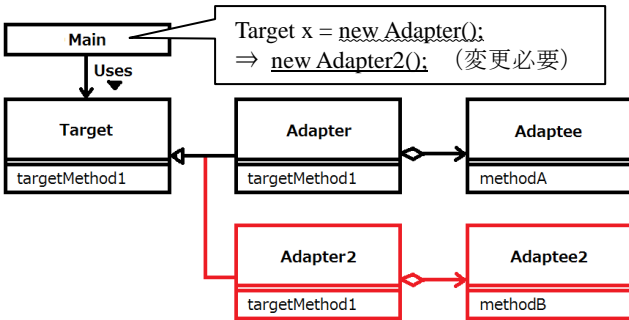 Target x = new Adapter();
⇒ new Adapter2(); （変更必要）
Main
Uses
Target
targetMethod1
Adapter
targetMethod1
Adaptee
methodA
Adapter2
targetMethod1
Adaptee2
methodB